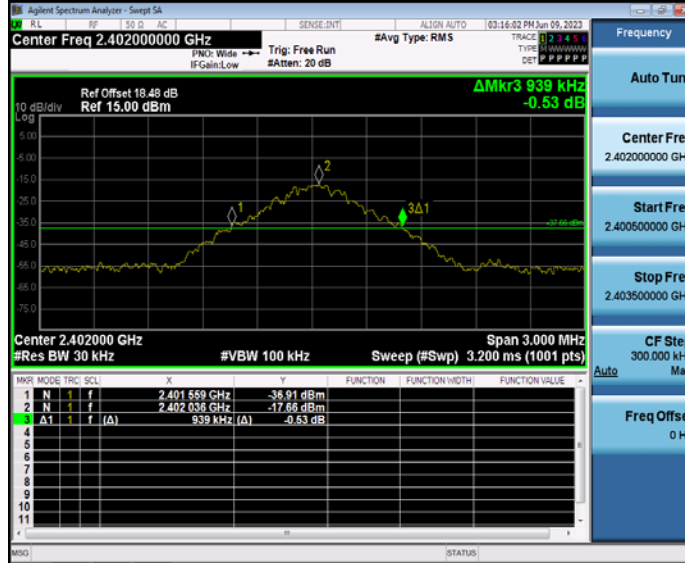 Agilent Spectrum Analyzer - Swept SA
RL RF 50 Ω AC SENSE:INT ALIGN AUTO 03:16:02 PM Jun 09, 2023
Center Freq 2.402000000 GHz
#Avg Type: RMS
TRACE 1 2 3 4 5 6
PNO: Wide
Trig: Free Run
TYPE M W W W W W
IFGain:Low
#Atten: 20 dB
DET P P P P P P
Ref Offset 18.48 dB
ΔMkr3 939 kHz
10 dB/div
Ref 15.00 dBm
-0.53 dB
Log
5.00
-5.00
-15.0
-25.0
-35.0
-45.0
-55.0
-65.0
-75.0
2
1
3Δ1
-37.66 dBm
Center 2.402000 GHz
Span 3.000 MHz
#Res BW 30 kHz
#VBW 100 kHz
Sweep (#Swp) 3.200 ms (1001 pts)
MKR MODE TRC SCL X Y FUNCTION FUNCTION WIDTH FUNCTION VALUE
1 N 1 f 2.401 559 GHz -36.91 dBm
2 N 1 f 2.402 036 GHz -17.66 dBm
3 Δ1 1 f (Δ) 939 kHz (Δ) -0.53 dB
4
5
6
7
8
9
10
11
MSG
STATUS
Frequency
Auto Tun
Center Fre
2.402000000 GH
Start Fre
2.400500000 GH
Stop Fre
2.403500000 GH
CF Ste
300.000 kH
Auto Ma
Freq Offse
0 H